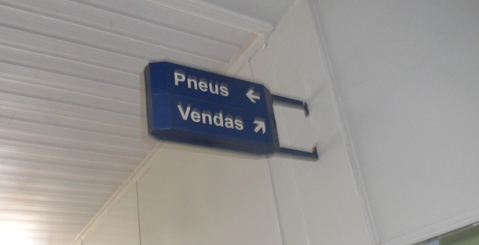 Pneus ←
Vendas ↗